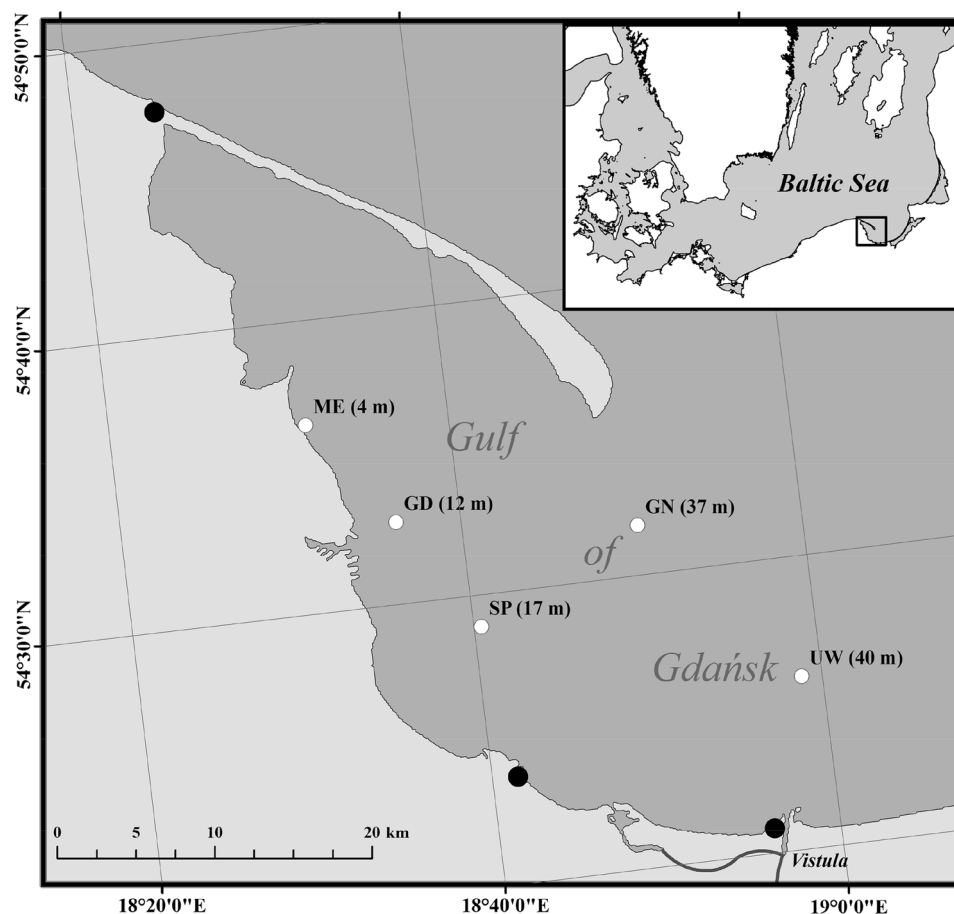 54°50'0"N
Baltic Sea
54°40'0"N
ME (4 m)
Gulf
GD (12 m)
GN (37 m)
of
SP (17 m)
54°30'0"N
Gdańsk
UW (40 m)
0 5 10 20 km
Vistula
18°20'0"E 18°40'0"E 19°0'0"E